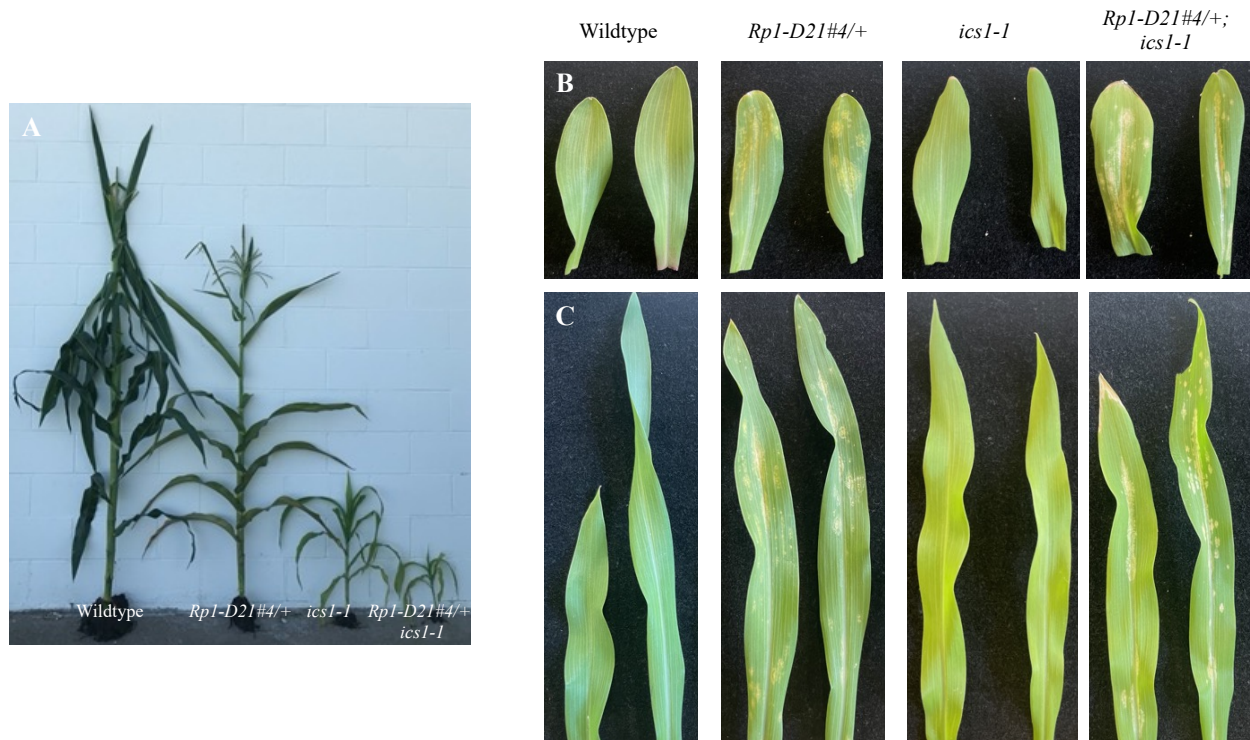 Wildtype
Rp1-D21#4/+
ics1-1
Rp1-D21#4/+;
ics1-1
A
B
C
Wildtype
Rp1-D21#4/+
ics1-1
Rp1-D21#4/+
ics1-1